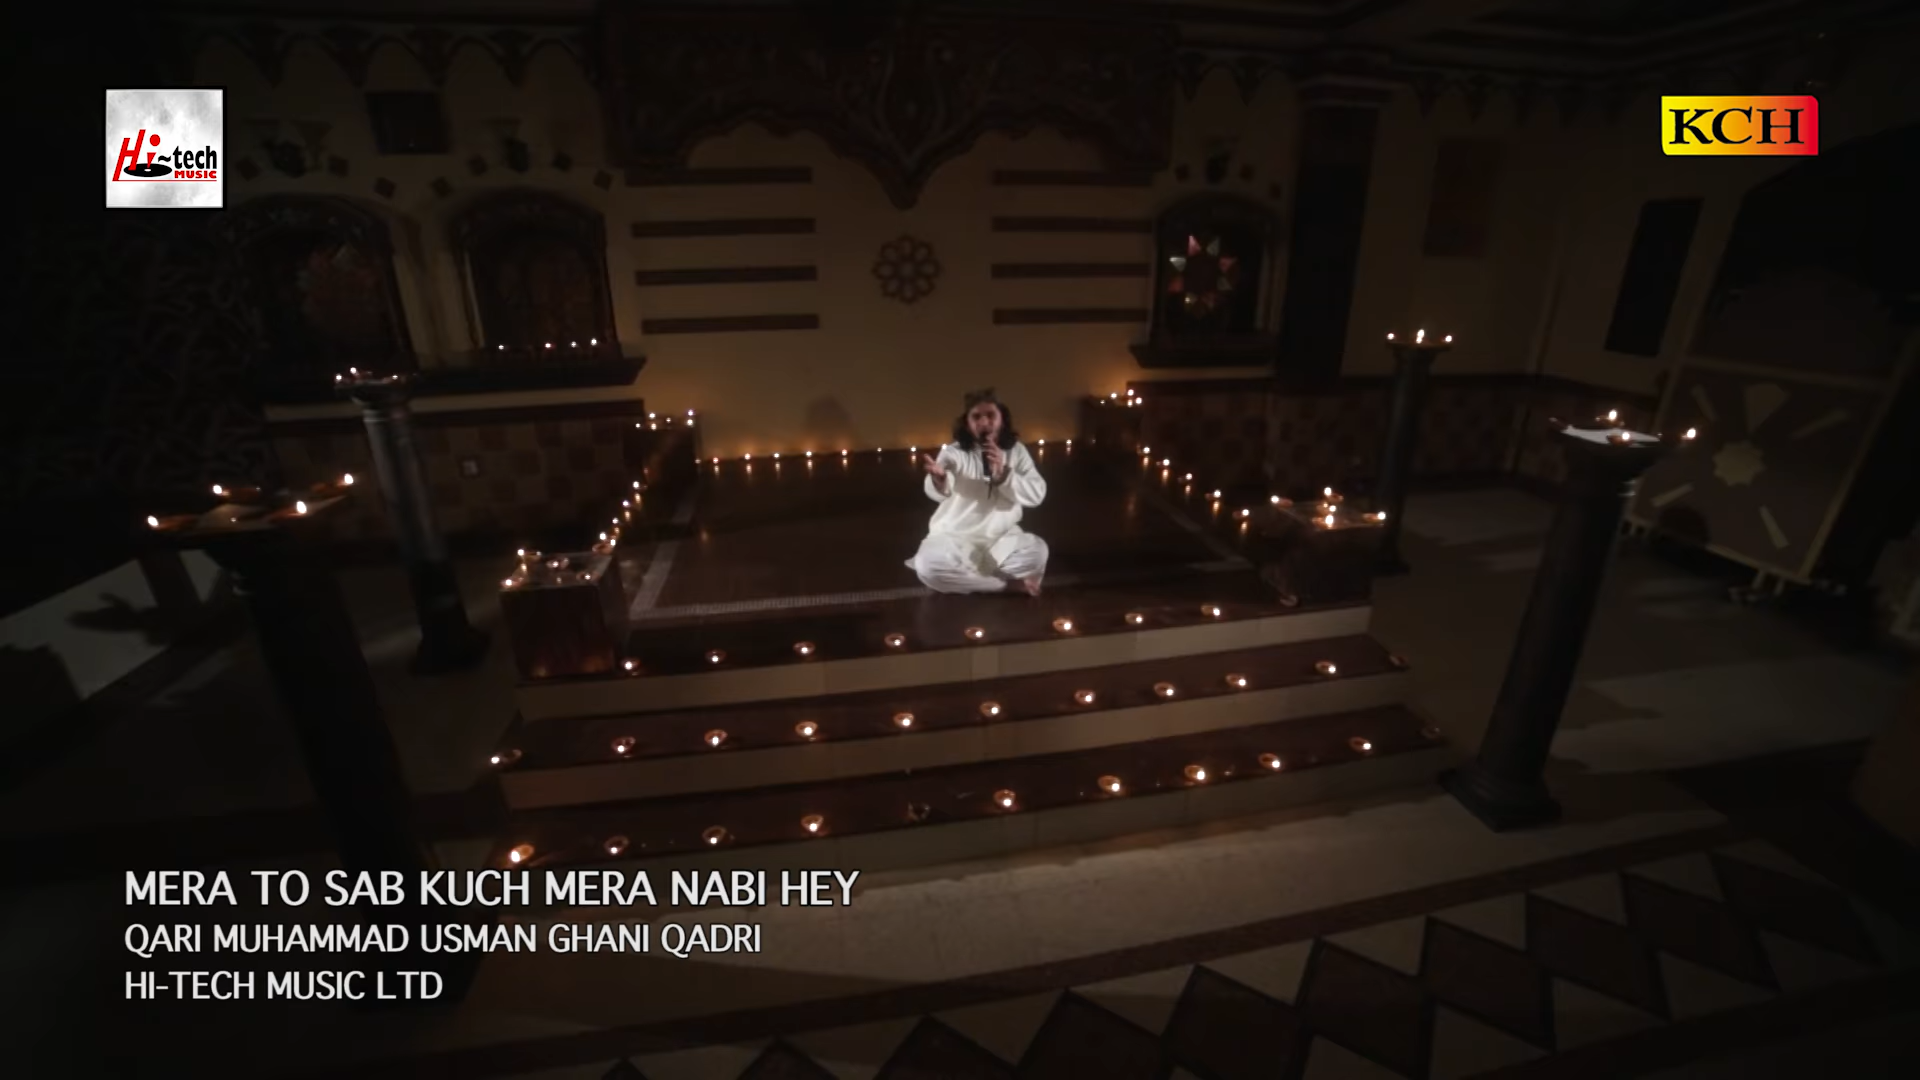 Hi~tech
MUSIC
KCH
MERA TO SAB KUCH MERA NABI HEY
QARI MUHAMMAD USMAN GHANI QADRI
HI-TECH MUSIC LTD